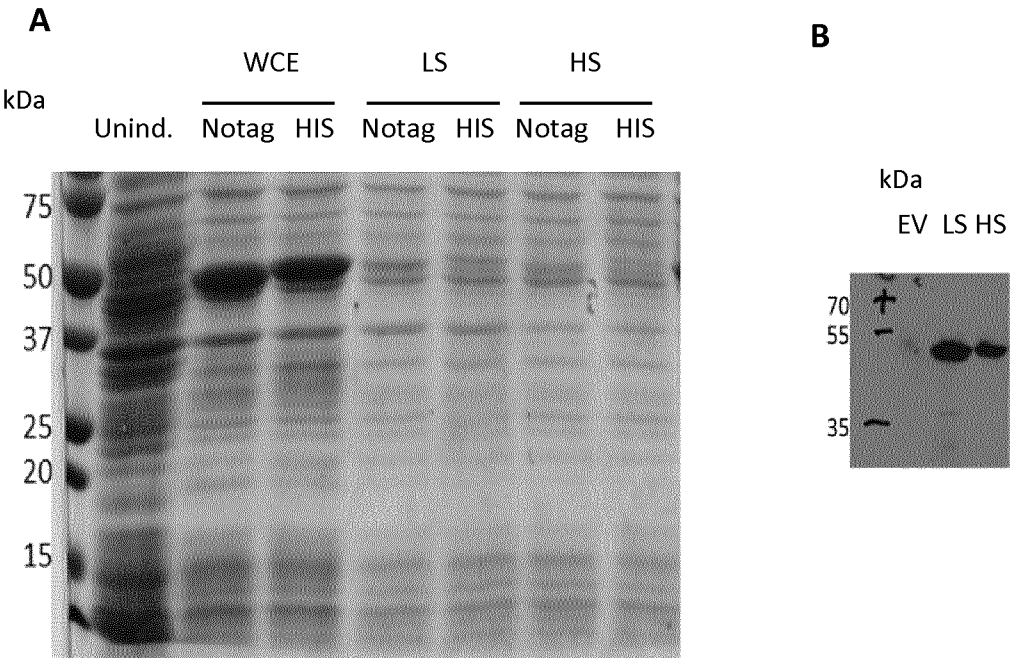 A
B
WCE LS HS
kDa
Unind. Notag HIS Notag HIS Notag HIS
75
50
37
25
20
15
kDa
EV LS HS
70
55
35